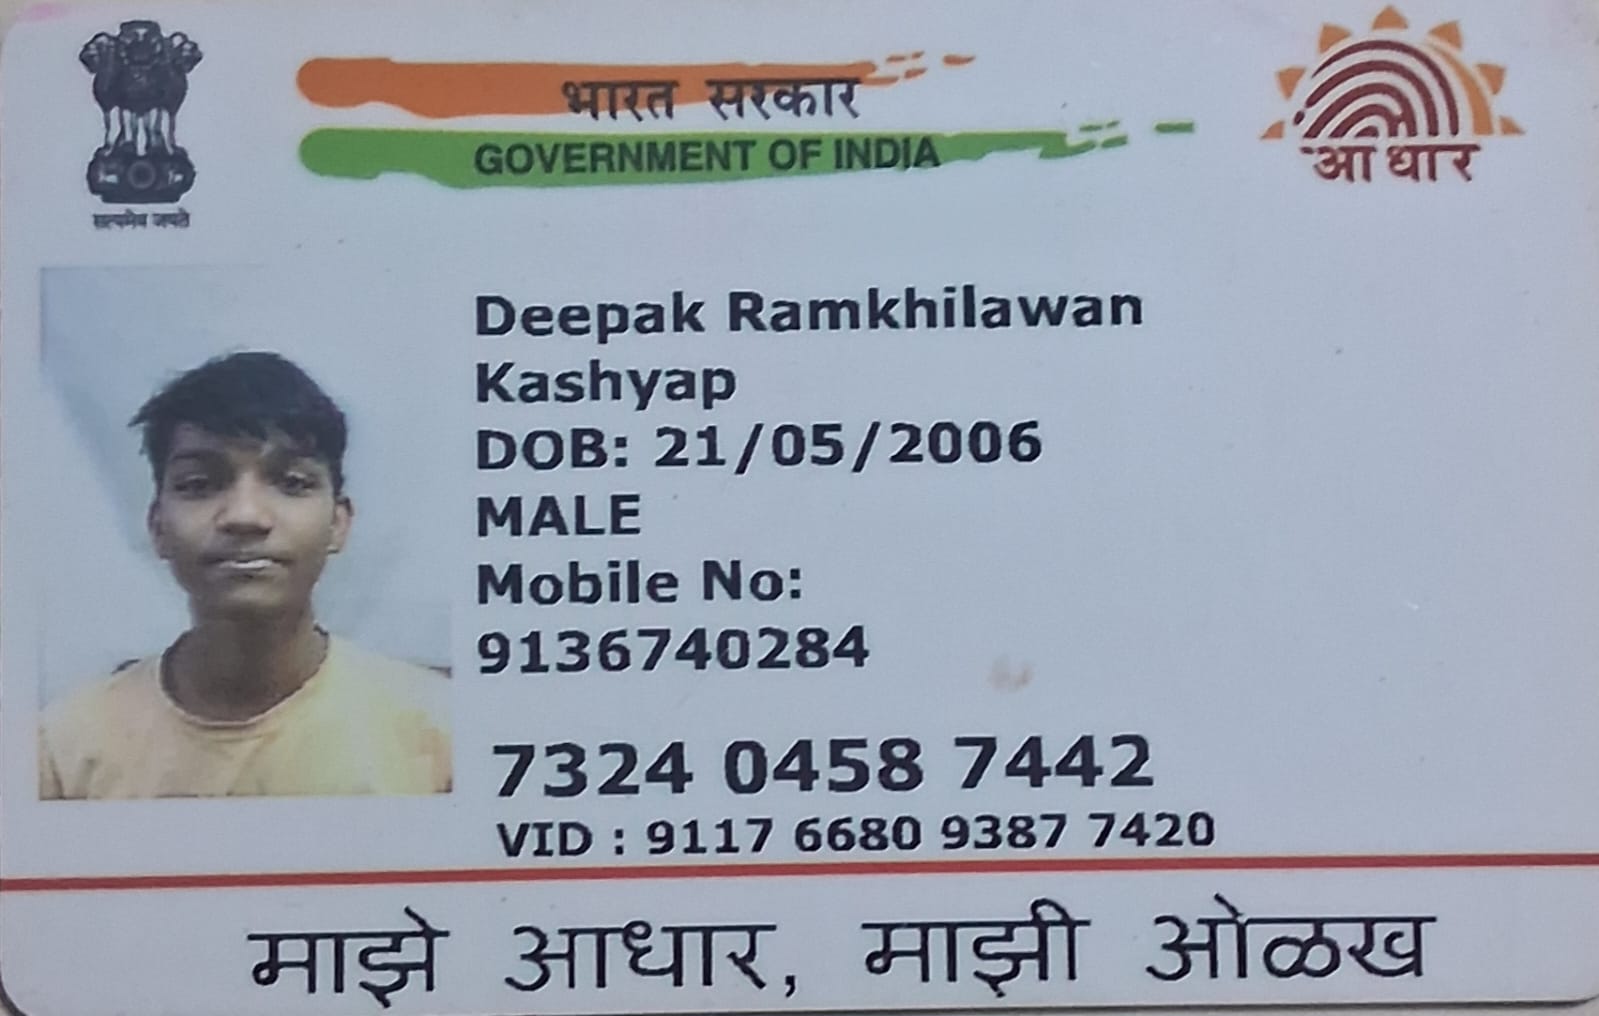 भारत सरकार
GOVERNMENT OF INDIA
आधार
सत्यमेव जयते
Deepak Ramkhilawan
Kashyap
DOB: 21/05/2006
MALE
Mobile No:
9136740284
7324 0458 7442
VID : 9117 6680 9387 7420
माझे आधार, माझी ओळख